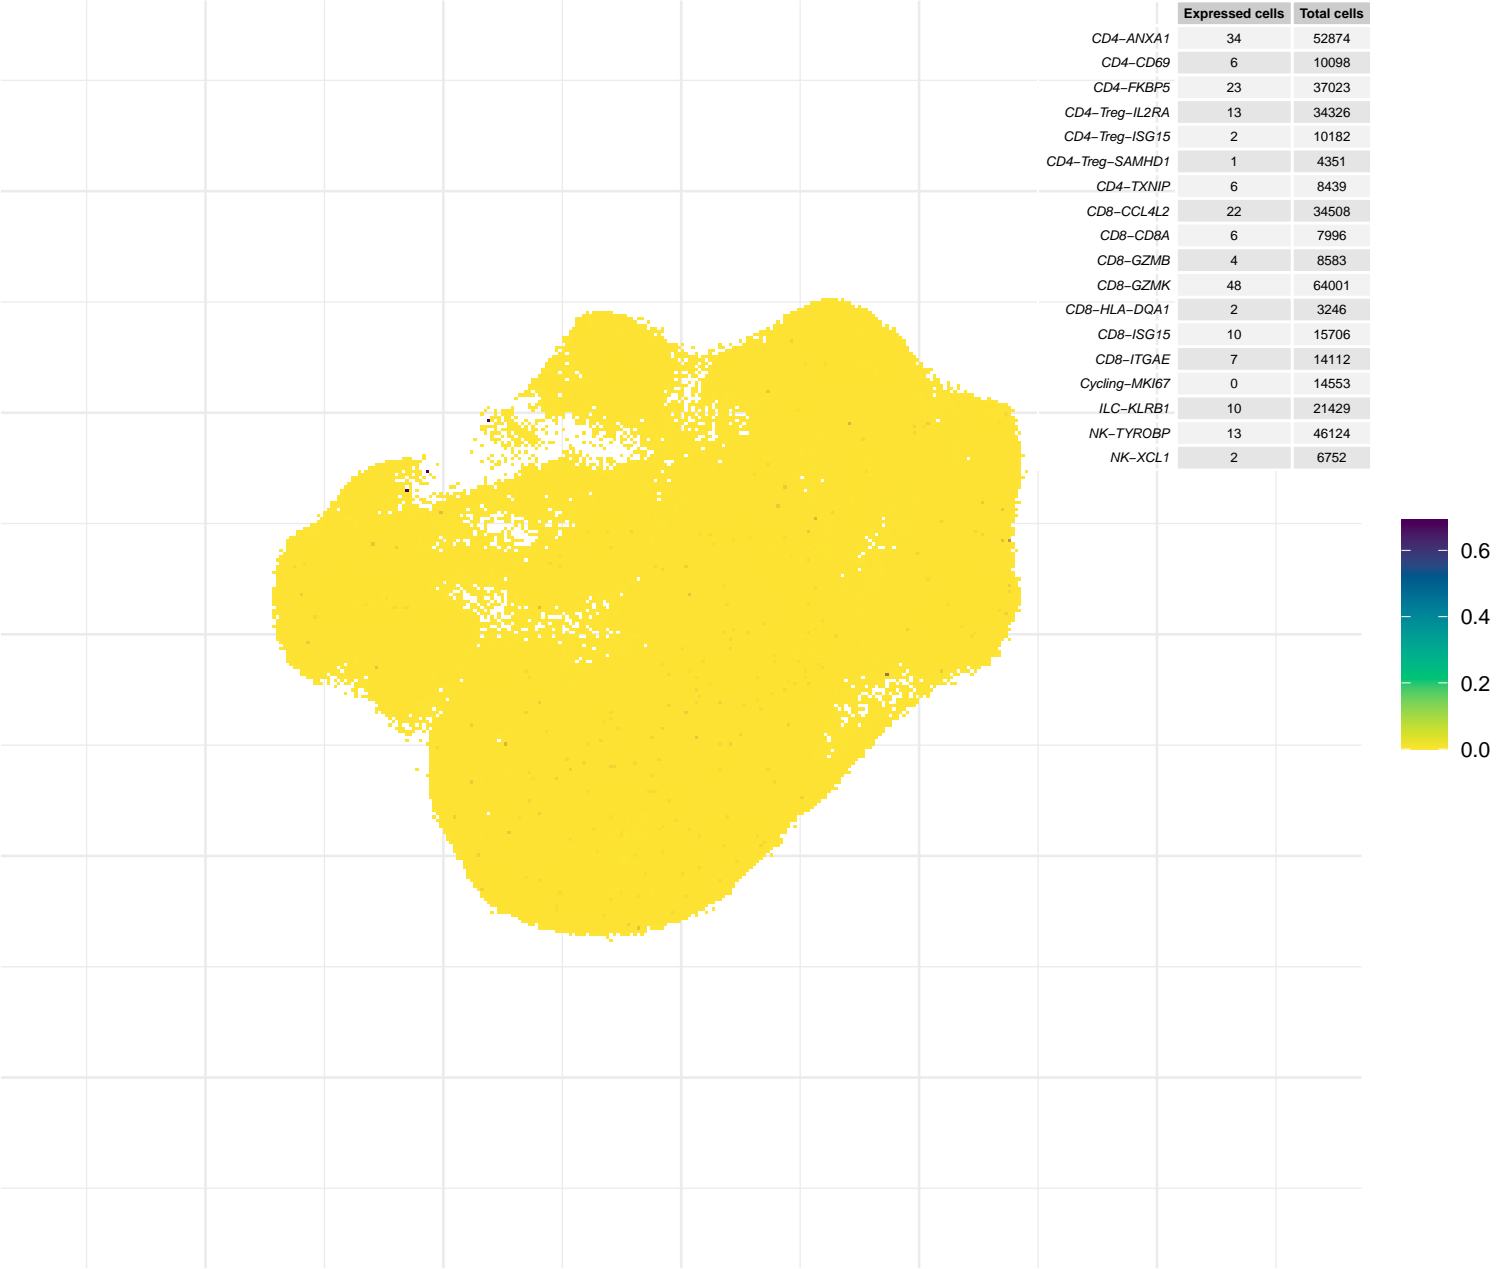 Expressed cells Total cells
CD4−ANXA1 34 52874
CD4−CD69 6 10098
CD4−FKBP5 23 37023
CD4−Treg−IL2RA 13 34326
CD4−Treg−ISG15 2 10182
CD4−Treg−SAMHD1 1 4351
CD4−TXNIP 6 8439
CD8−CCL4L2 22 34508
CD8−CD8A 6 7996
CD8−GZMB 4 8583
CD8−GZMK 48 64001
CD8−HLA−DQA1 2 3246
CD8−ISG15 10 15706
CD8−ITGAE 7 14112
Cycling−MKI67 0 14553
ILC−KLRB1 10 21429
NK−TYROBP 13 46124
NK−XCL1 2 6752
0.6
0.4
0.2
0.0